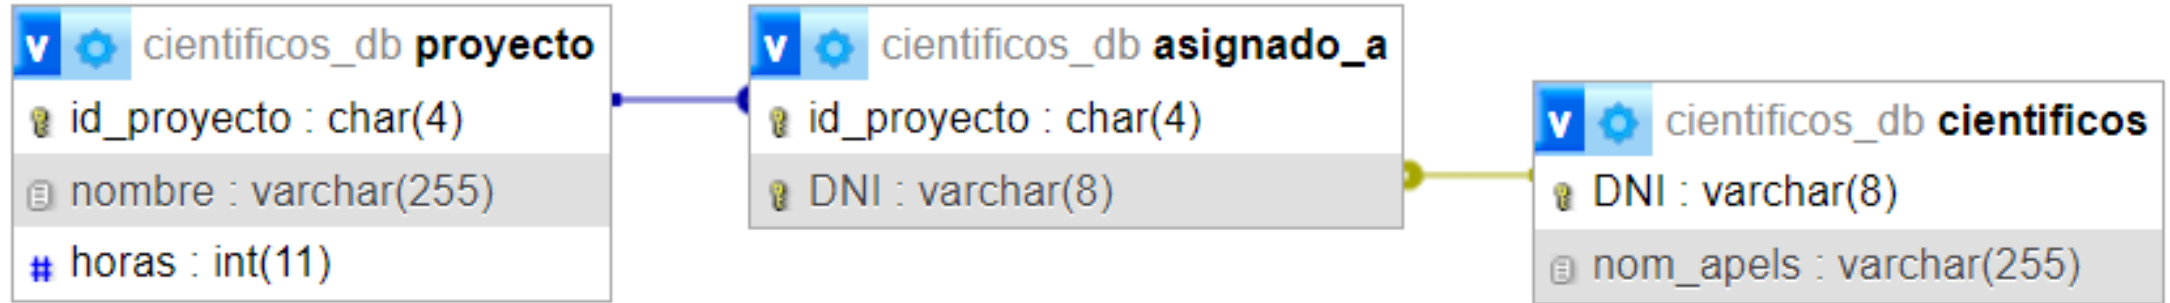 v cientificos_db proyecto
id_proyecto : char(4)
nombre : varchar(255)
# horas : int(11)
v cientificos_db asignado_a
id_proyecto : char(4)
DNI : varchar(8)
v cientificos_db cientificos
DNI : varchar(8)
nom_apels : varchar(255)